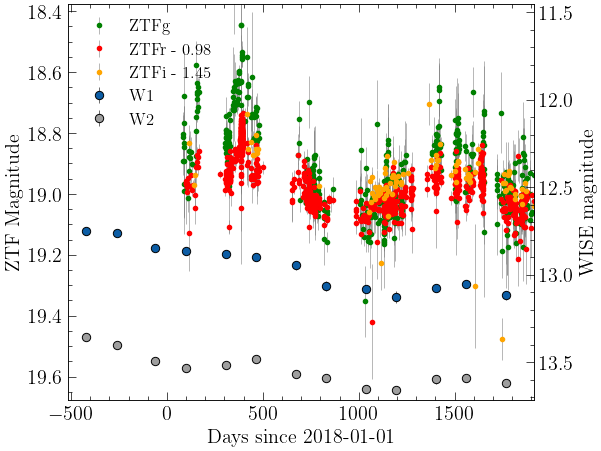 ZTFg
ZTFr - 0.98
ZTFi - 1.45
W1
W2
18.4
18.6
18.8
19.0
19.2
19.4
19.6
ZTF Magnitude
11.5
12.0
12.5
13.0
13.5
WISE magnitude
−500
0
500
1000
1500
Days since 2018-01-01